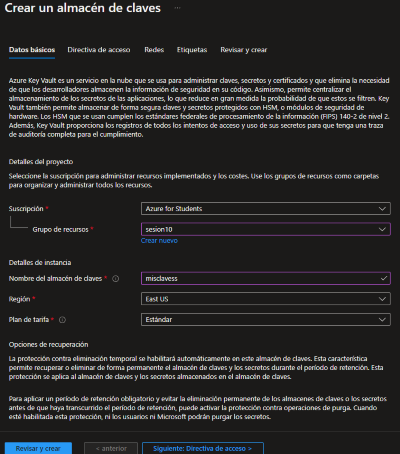 Crear un almacén de claves ...
Datos básicos Directiva de acceso Redes Etiquetas Revisar y crear
Azure Key Vault es un servicio en la nube que se usa para administrar claves, secretos y certificados y que elimina la necesidad
de que los desarrolladores almacenen la información de seguridad en su código. Asimismo, permite centralizar el
almacenamiento de los secretos de las aplicaciones, lo que reduce en gran medida la probabilidad de que estos se filtren. Key
Vault también permite almacenar de forma segura claves y secretos protegidos con HSM, o módulos de seguridad de
hardware. Los HSM que se usan cumplen los estándares federales de procesamiento de la información (FIPS) 140-2 de nivel 2.
Además, Key Vault proporciona los registros de todos los intentos de acceso y uso de sus secretos para que tenga una traza
de auditoría completa para el cumplimiento.
Detalles del proyecto
Seleccione la suscripción para administrar recursos implementados y los costes. Use los grupos de recursos como carpetas
para organizar y administrar todos los recursos.
Suscripción * Azure for Students
Grupo de recursos * sesion10
Crear nuevo
Detalles de instancia
Nombre del almacén de claves * misclavess
Región * East US
Plan de tarifa * Estándar
Opciones de recuperación
La protección contra eliminación temporal se habilitará automáticamente en este almacén de claves. Esta característica
permite recuperar o eliminar de forma permanente el almacén de claves y los secretos durante el período de retención. Esta
protección se aplica al almacén de claves y los secretos almacenados en el almacén de claves.
Para aplicar un período de retención obligatorio y evitar la eliminación permanente de los almacenes de claves o los secretos
antes de que haya transcurrido el período de retención, puede activar la protección contra operaciones de purga. Cuando
esté habilitada esta protección, ni los usuarios ni Microsoft podrán purgar los secretos.
Revisar y crear < anterior Siguiente: Directiva de acceso >